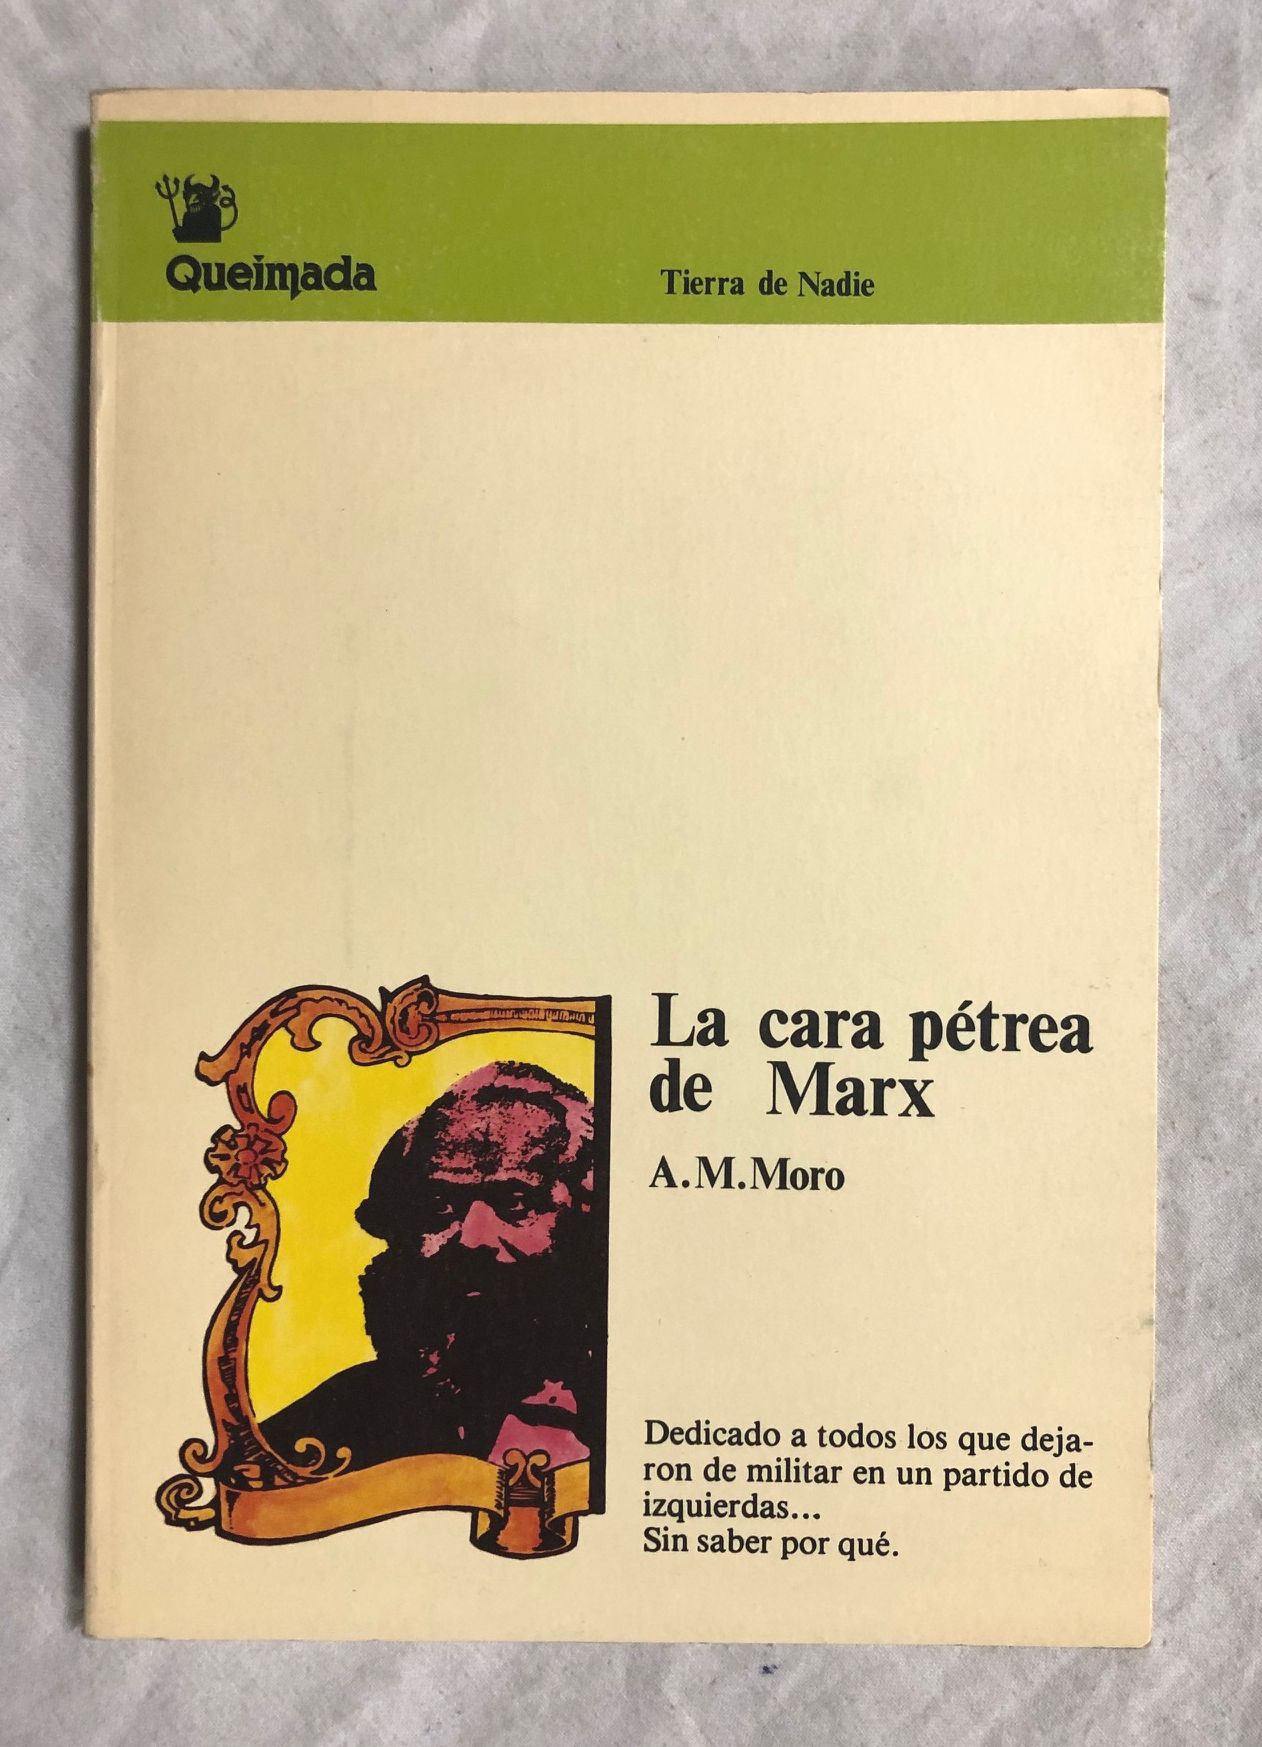 Queimada
Tierra de Nadie
La cara pétrea
de Marx
A.M.Moro
Dedicado a todos los que deja-
ron de militar en un partido de
izquierdas...
Sin saber por qué.